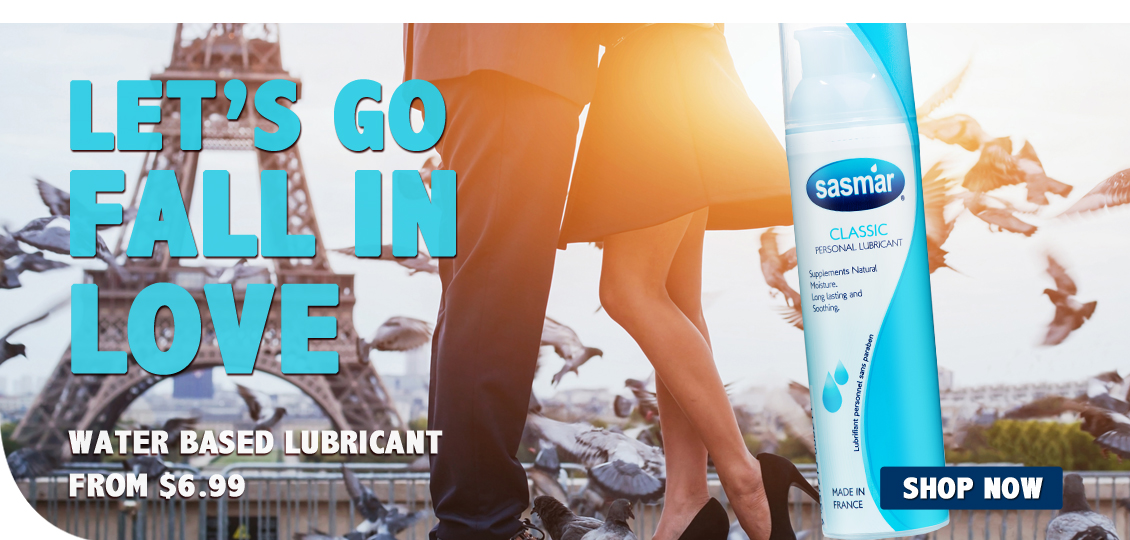 LET'S GO
FALL IN
LOVE
WATER BASED LUBRICANT
FROM $6.99
sasmar
®
CLASSIC
PERSONAL LUBRICANT
Supplements Natural
Moisture.
Long lasting and
Soothing.
Lubrifiant personnel sans paraben
MADE IN
FRANCE
SHOP NOW